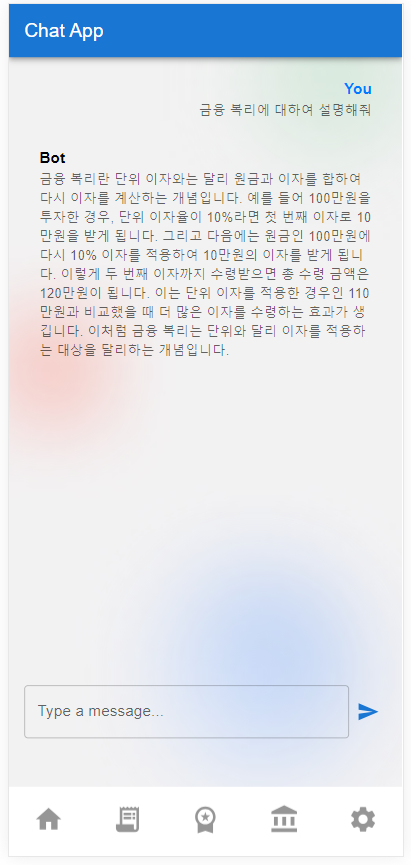 Chat App
You
금융 복리에 대하여 설명해줘
Bot
금융 복리란 단위 이자와는 달리 원금과 이자를 합하여
다시 이자를 계산하는 개념입니다. 예를 들어 100만원을
투자한 경우, 단위 이자율이 10%라면 첫 번째 이자로 10
만원을 받게 됩니다. 그리고 다음에는 원금인 100만원에
다시 10% 이자를 적용하여 10만원의 이자를 받게 됩니
다. 이렇게 두 번째 이자까지 수령받으면 총 수령 금액은
120만원이 됩니다. 이는 단위 이자를 적용한 경우인 110
만원과 비교했을 때 더 많은 이자를 수령하는 효과가 생
깁니다. 이처럼 금융 복리는 단위와 달리 이자를 적용하
는 대상을 달리하는 개념입니다.
Type a message...